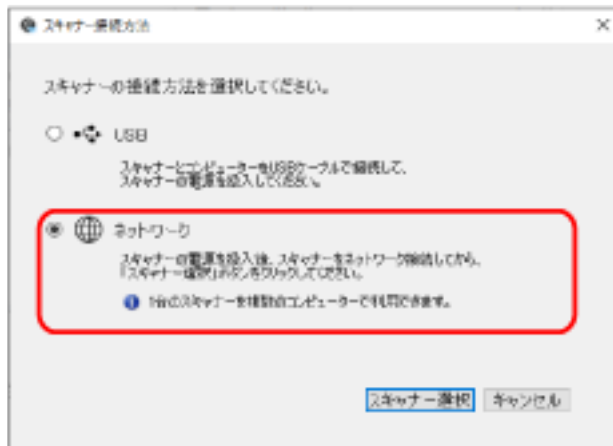 スキャナー接続方法
スキャナーの接続方法を選択してください。
USB
スキャナーとコンピューターをUSBケーブルで接続して、
スキャナーの電源を投入してください。
ネットワーク
スキャナーの電源を投入後、スキャナーをネットワーク接続してから、
「スキャナー選択」ボタンをクリックしてください。
1台のスキャナーを複数のコンピューターで利用できます。
スキャナー選択
キャンセル